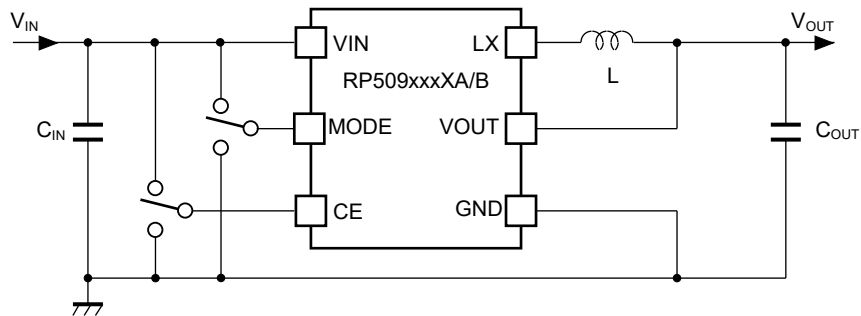 VIN
VOUT
VIN
LX
RP509xxxXA/B
L
CIN
MODE
VOUT
COUT
CE
GND